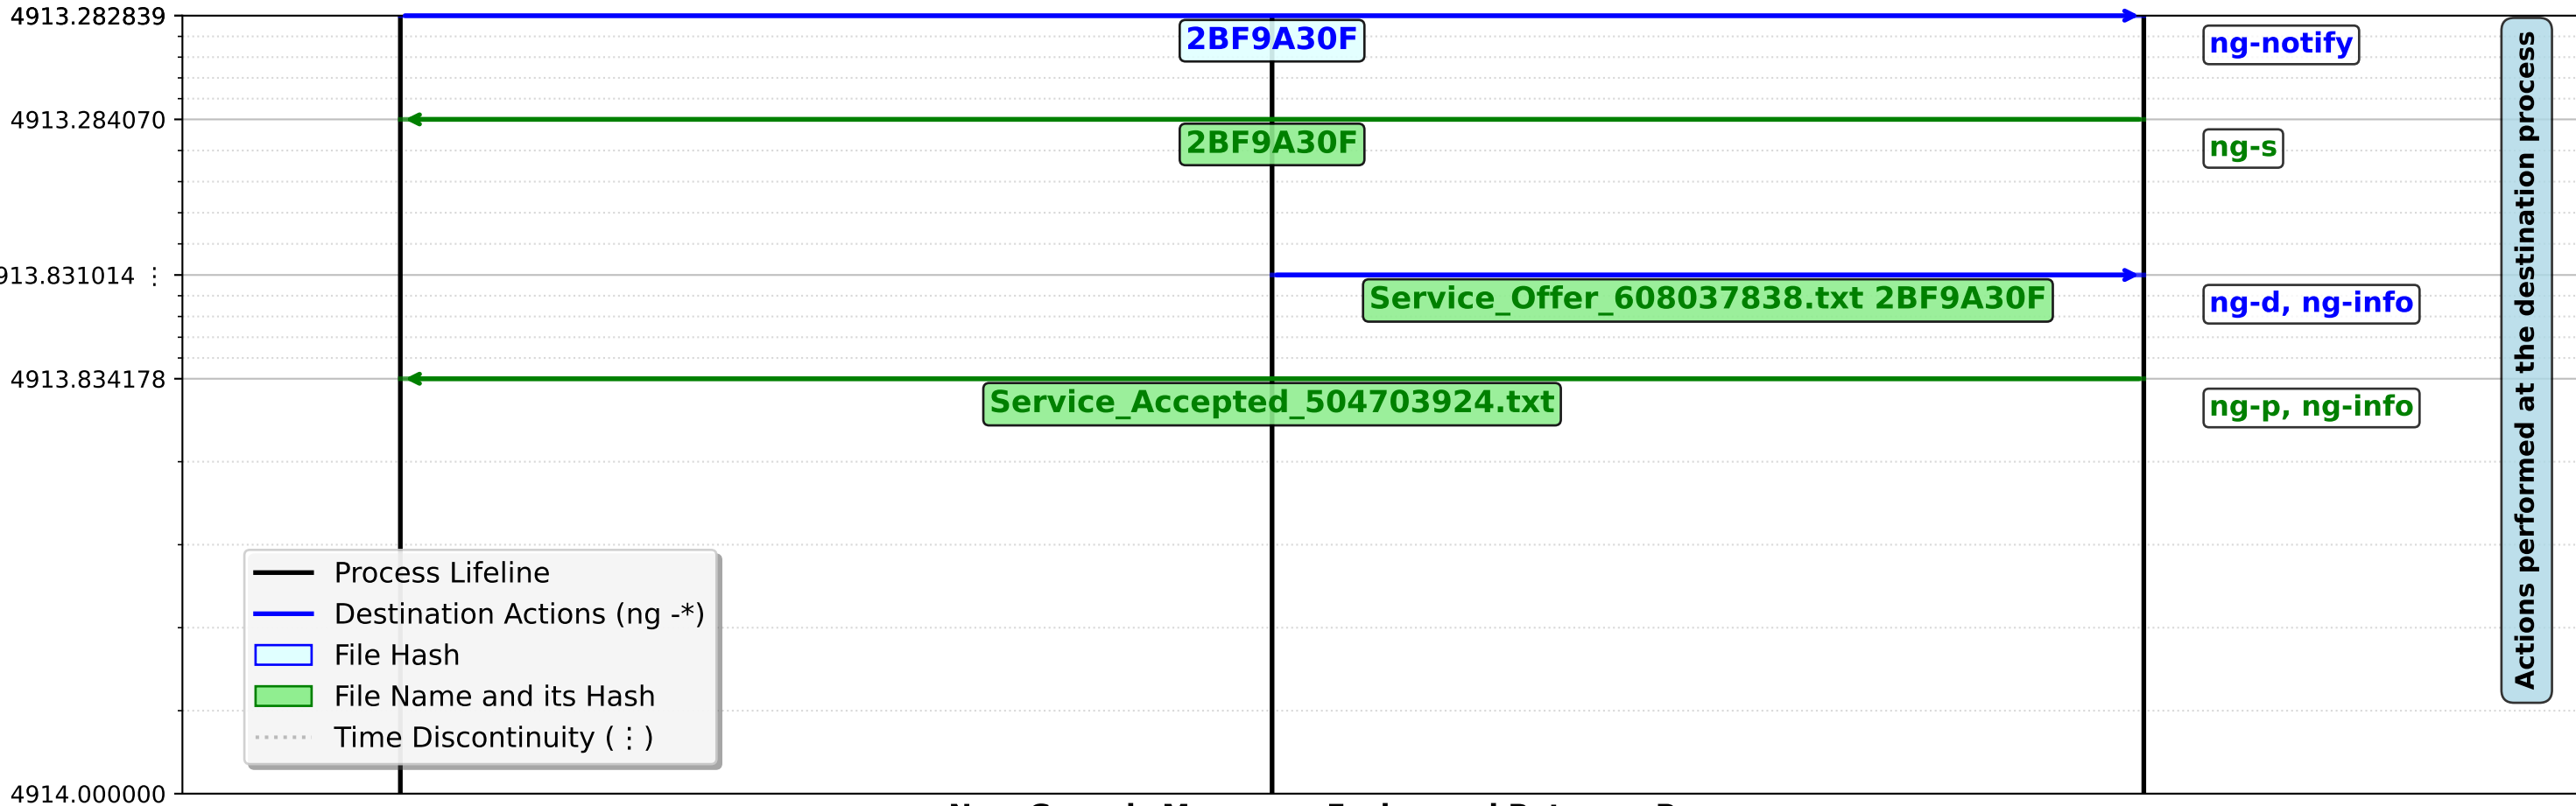 4913.282839
2BF9A30F
ng-notify
4913.284070
2BF9A30F
ng-s
913.831014 ⋮
Service_Offer_608037838.txt 2BF9A30F
ng-d, ng-info
4913.834178
Service_Accepted_504703924.txt
ng-p, ng-info
Actions performed at the destination process
Process Lifeline
Destination Actions (ng -*)
File Hash
File Name and its Hash
Time Discontinuity (⋮)
4914.000000